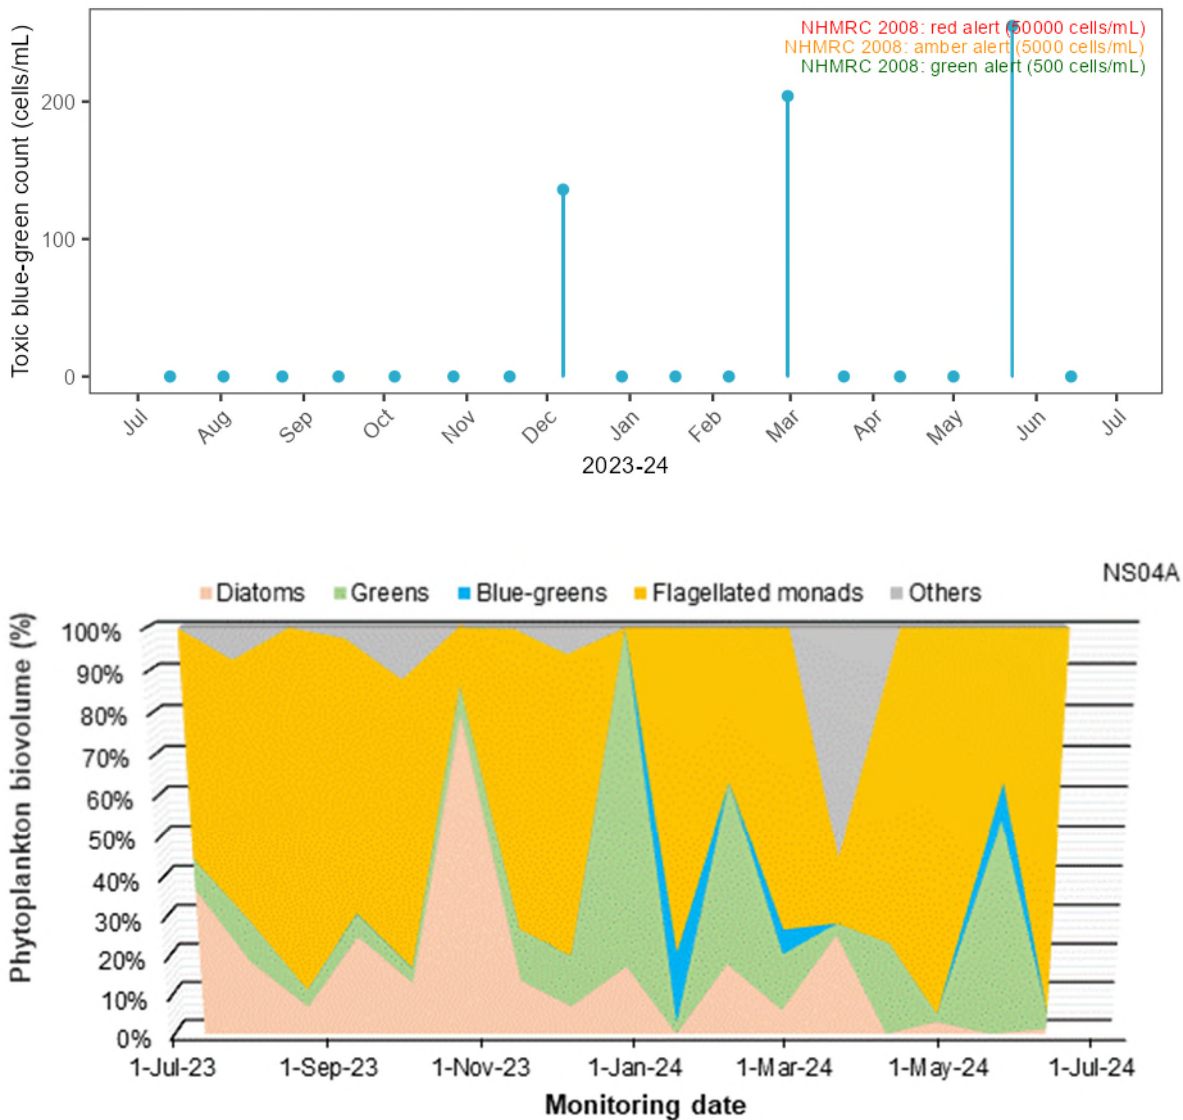 Toxic blue-green count (cells/mL)
NHMRC 2008: red alert (50000 cells/mL)
NHMRC 2008: amber alert (5000 cells/mL)
NHMRC 2008: green alert (500 cells/mL)
200
100
0
Jul Aug Sep Oct Nov Dec Jan Feb Mar Apr May Jun Jul
2023-24
NS04A
Diatoms Greens Blue-greens Flagellated monads Others
Phytoplankton biovolume (%)
100%
90%
80%
70%
60%
50%
40%
30%
20%
10%
0%
1-Jul-23 1-Sep-23 1-Nov-23 1-Jan-24 1-Mar-24 1-May-24 1-Jul-24
Monitoring date